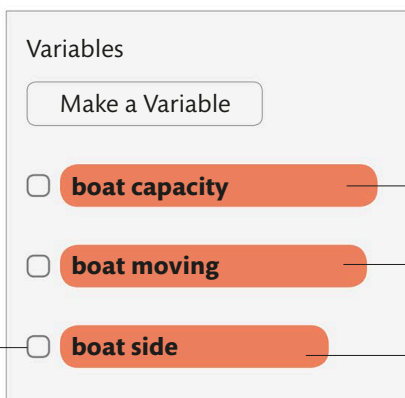 Variables
Make a Variable
boat capacity
boat moving
boat side